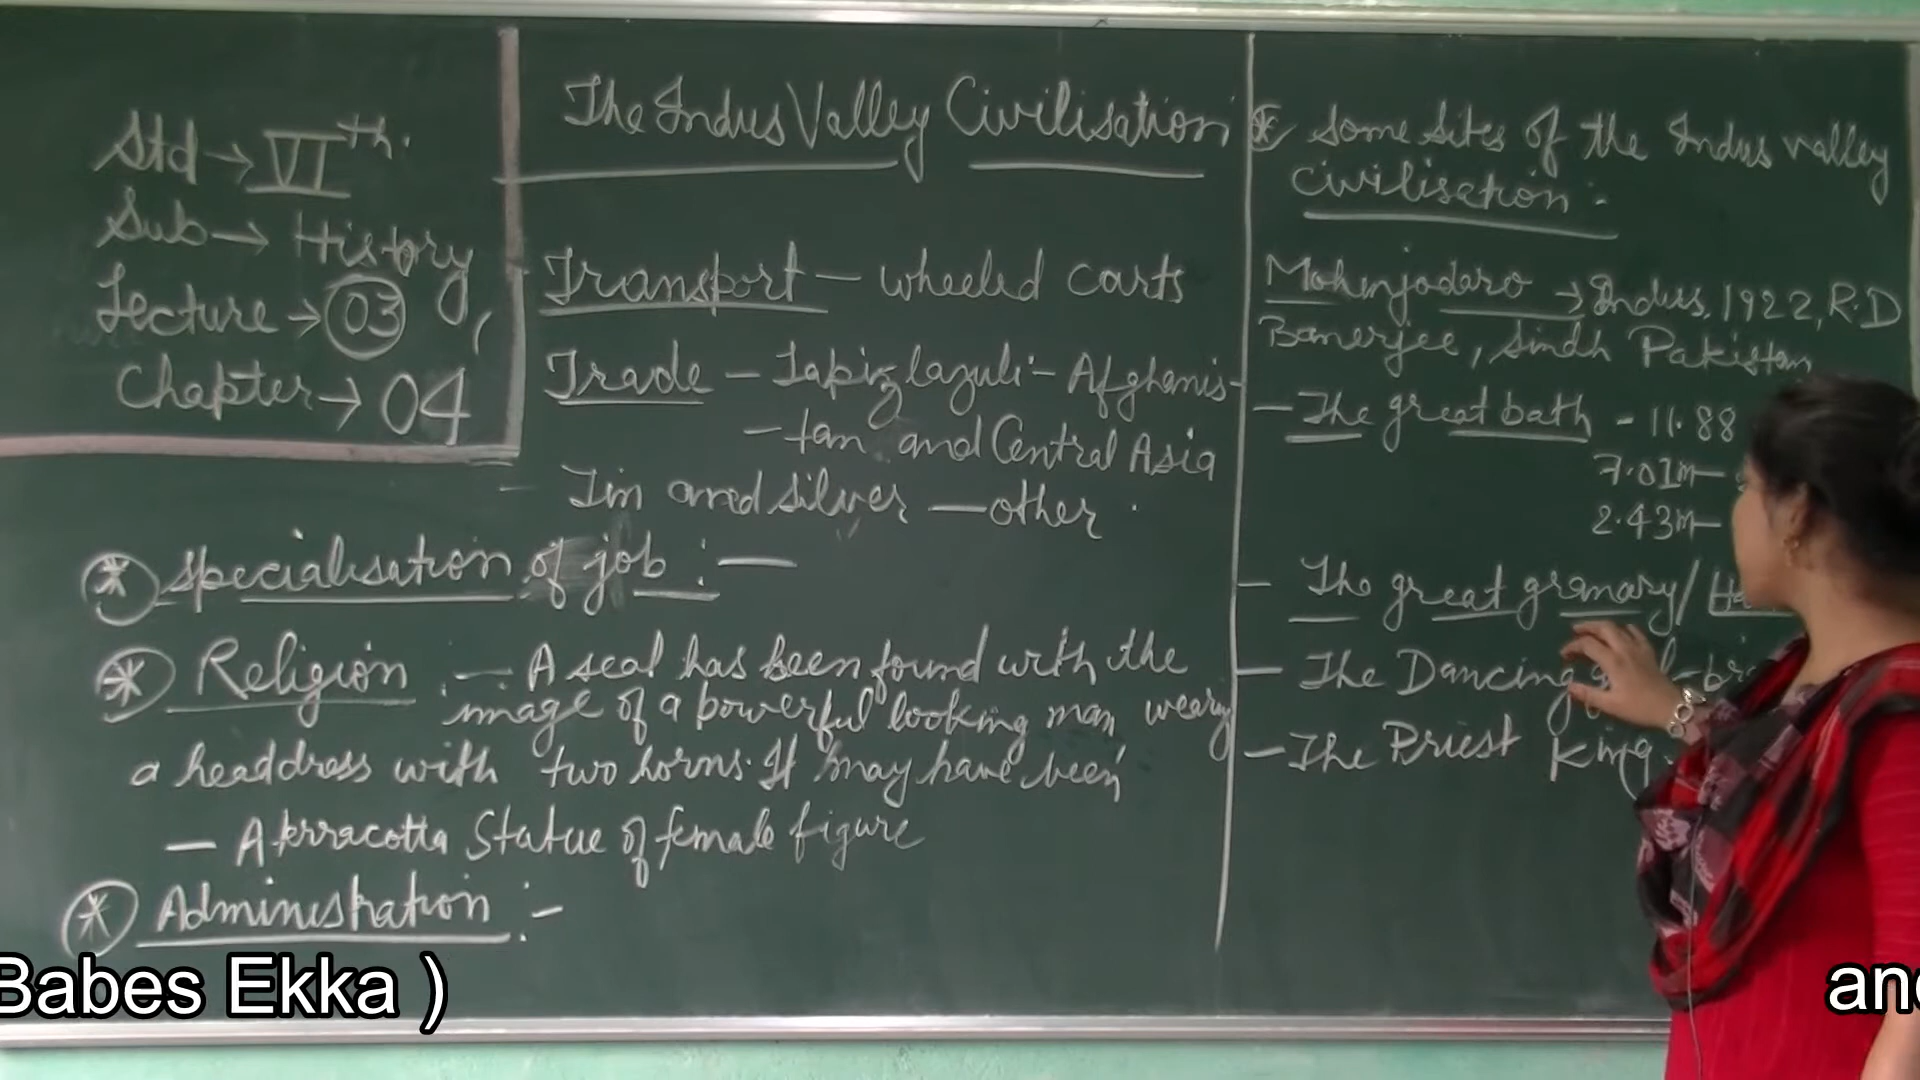 Std → VIth.
Sub → History,
Lecture → 03
Chapter → 04
The Indus Valley Civilisation
Transport — wheeled carts
Trade — Lapiz lazuli - Afghanis-
- tan and Central Asia
Tin and silver — other
* Specialisation of job :—
* Religion :— A seal has been found with the
image of a powerful looking man, weary
a headdress with two horns. It may have been
— A terracotta Statue of female figure
* Administration :-
* Some sites of the Indus valley
civilisation :-
Mohenjodaro → Indus, 1922, R.D
Banerjee, Sindh Pakistan
— The great bath - 11.88
7.01m—
2.43m—
— The great granary/
— The Dancing
— The Priest King
Babes Ekka )